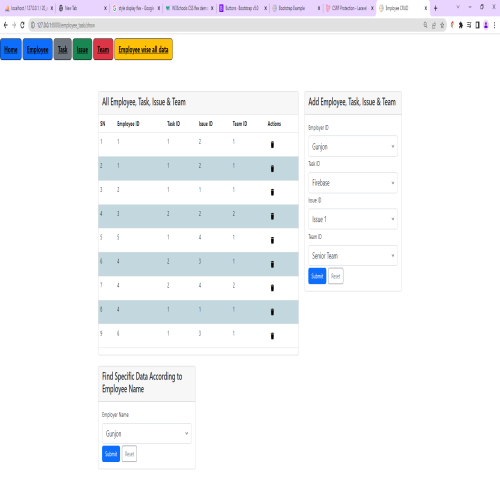 localhost / 127.0.0.1 / 20_
New Tab
style display flex - Google
W3Schools CSS flex dem
Buttons · Bootstrap v5.0
Bootstrap Example
CSRF Protection - Laravel
Employee CRUD
127.0.0.1:8000/employee_task/show
Home
Employee
Task
Issue
Team
Employee wise all data
All Employee, Task, Issue & Team
SN Employee ID Task ID Issue ID Team ID Actions
1 1 1 2 1
2 1 1 2 1
3 2 1 1 1
4 3 2 2 2
5 5 1 4 1
6 4 2 3 1
7 4 2 4 2
8 4 1 1 1
9 6 1 3 1
Add Employee, Task, Issue & Team
Employer ID
Gunjon
Task ID
Firebase
Issue ID
Issue 1
Team ID
Senior Team
Submit
Reset
Find Specific Data According to
Employee Name
Employer Name
Gunjon
Submit
Reset